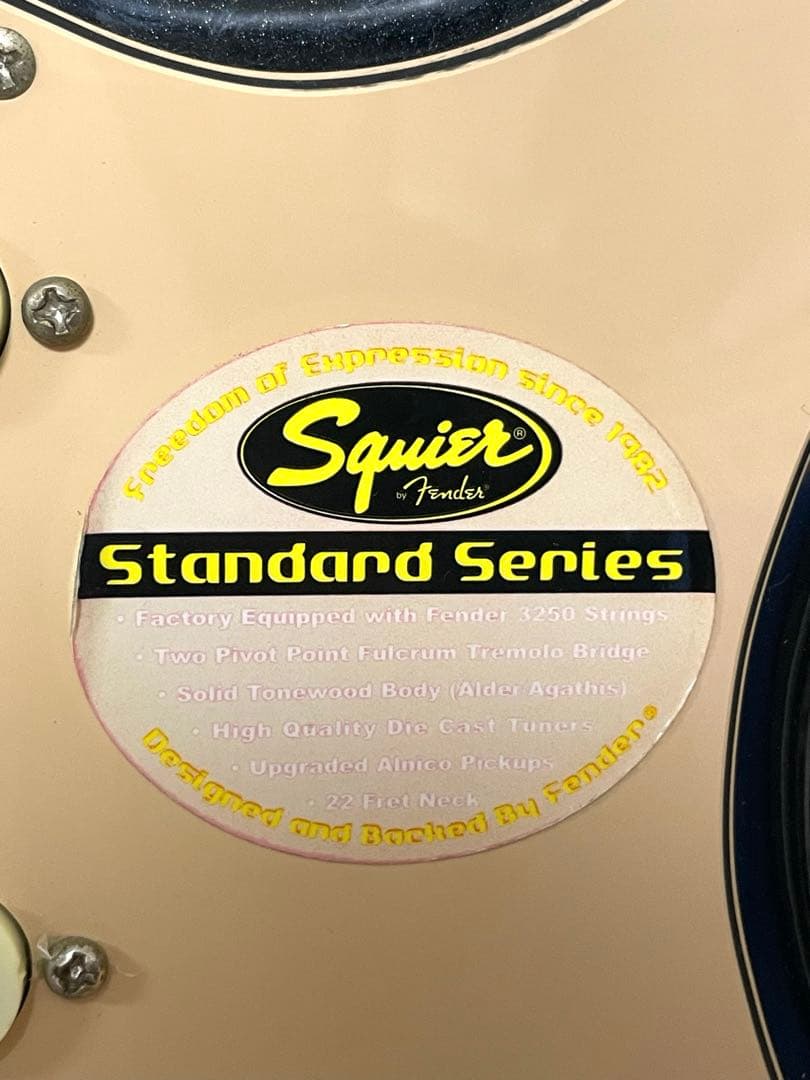 Freedom of Expression since 1982
Squier®
by Fender®
Standard Series
• Factory Equipped with Fender 3250 Strings
• Two Pivot Point Fulcrum Tremolo Bridge
• Solid Tonewood Body (Alder/Agathis)
• High Quality Die Cast Tuners
• Upgraded Alnico Pickups
• 22 Fret Neck
Designed and Backed By Fender®